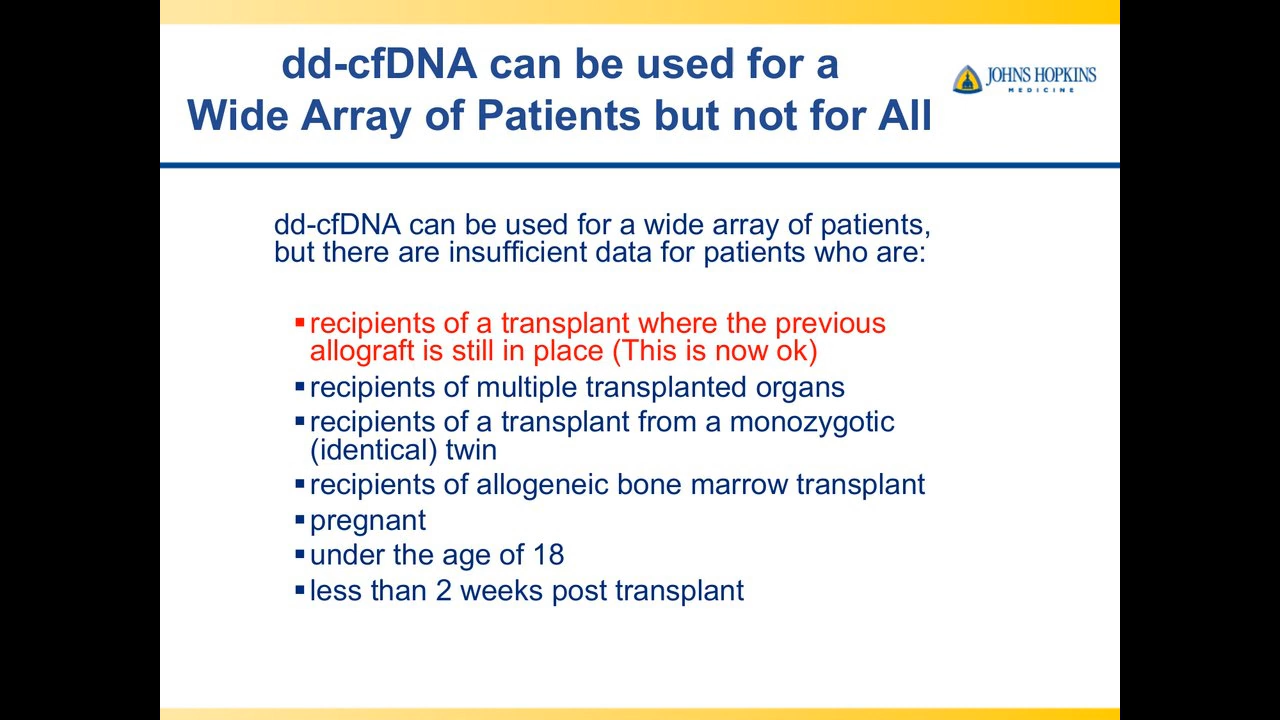 dd-cfDNA can be used for a
Wide Array of Patients but not for All
JOHNS HOPKINS
MEDICINE
dd-cfDNA can be used for a wide array of patients,
but there are insufficient data for patients who are:
▪recipients of a transplant where the previous
allograft is still in place (This is now ok)
▪recipients of multiple transplanted organs
▪recipients of a transplant from a monozygotic
(identical) twin
▪recipients of allogeneic bone marrow transplant
▪pregnant
▪under the age of 18
▪less than 2 weeks post transplant